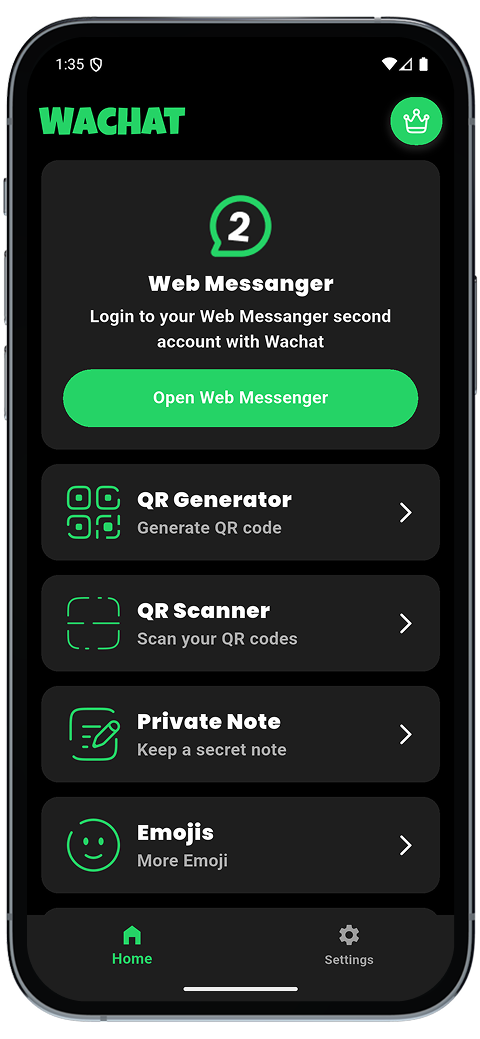 1:35
WACHAT
2
Web Messanger
Login to your Web Messanger second
account with Wachat
Open Web Messenger
QR Generator
Generate QR code
QR Scanner
Scan your QR codes
Private Note
Keep a secret note
Emojis
More Emoji
Home
Settings